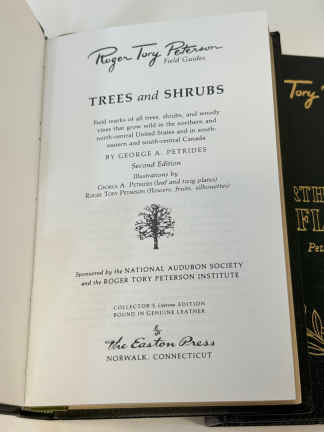 Roger Tory Peterson
Field Guides
TREES and SHRUBS
Field marks of all trees, shrubs, and woody
vines that grow wild in the northern and
north-central United States and in south-
eastern and south-central Canada
BY GEORGE A. PETRIDES
Second Edition
Illustrations by
GEORGE A. PETRIDES (leaf and twig plates)
ROGER TORY PETERSON (flowers, fruits, silhouettes)
Sponsored by the NATIONAL AUDUBON SOCIETY
and the ROGER TORY PETERSON INSTITUTE
COLLECTOR'S EDITION
BOUND IN GENUINE LEATHER
The Easton Press
NORWALK, CONNECTICUT
Tory